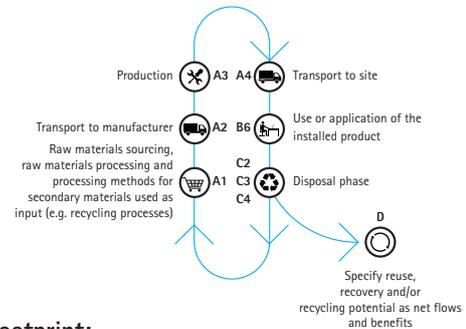 Production
A3
A4
Transport to site
Transport to manufacturer
A2
B6
Use or application of the
installed product
Raw materials sourcing,
raw materials processing and
processing methods for
secondary materials used as
input (e.g. recycling processes)
A1
C2
C3
C4
Disposal phase
D
Specify reuse,
recovery and/or
recycling potential as net flows
and benefits